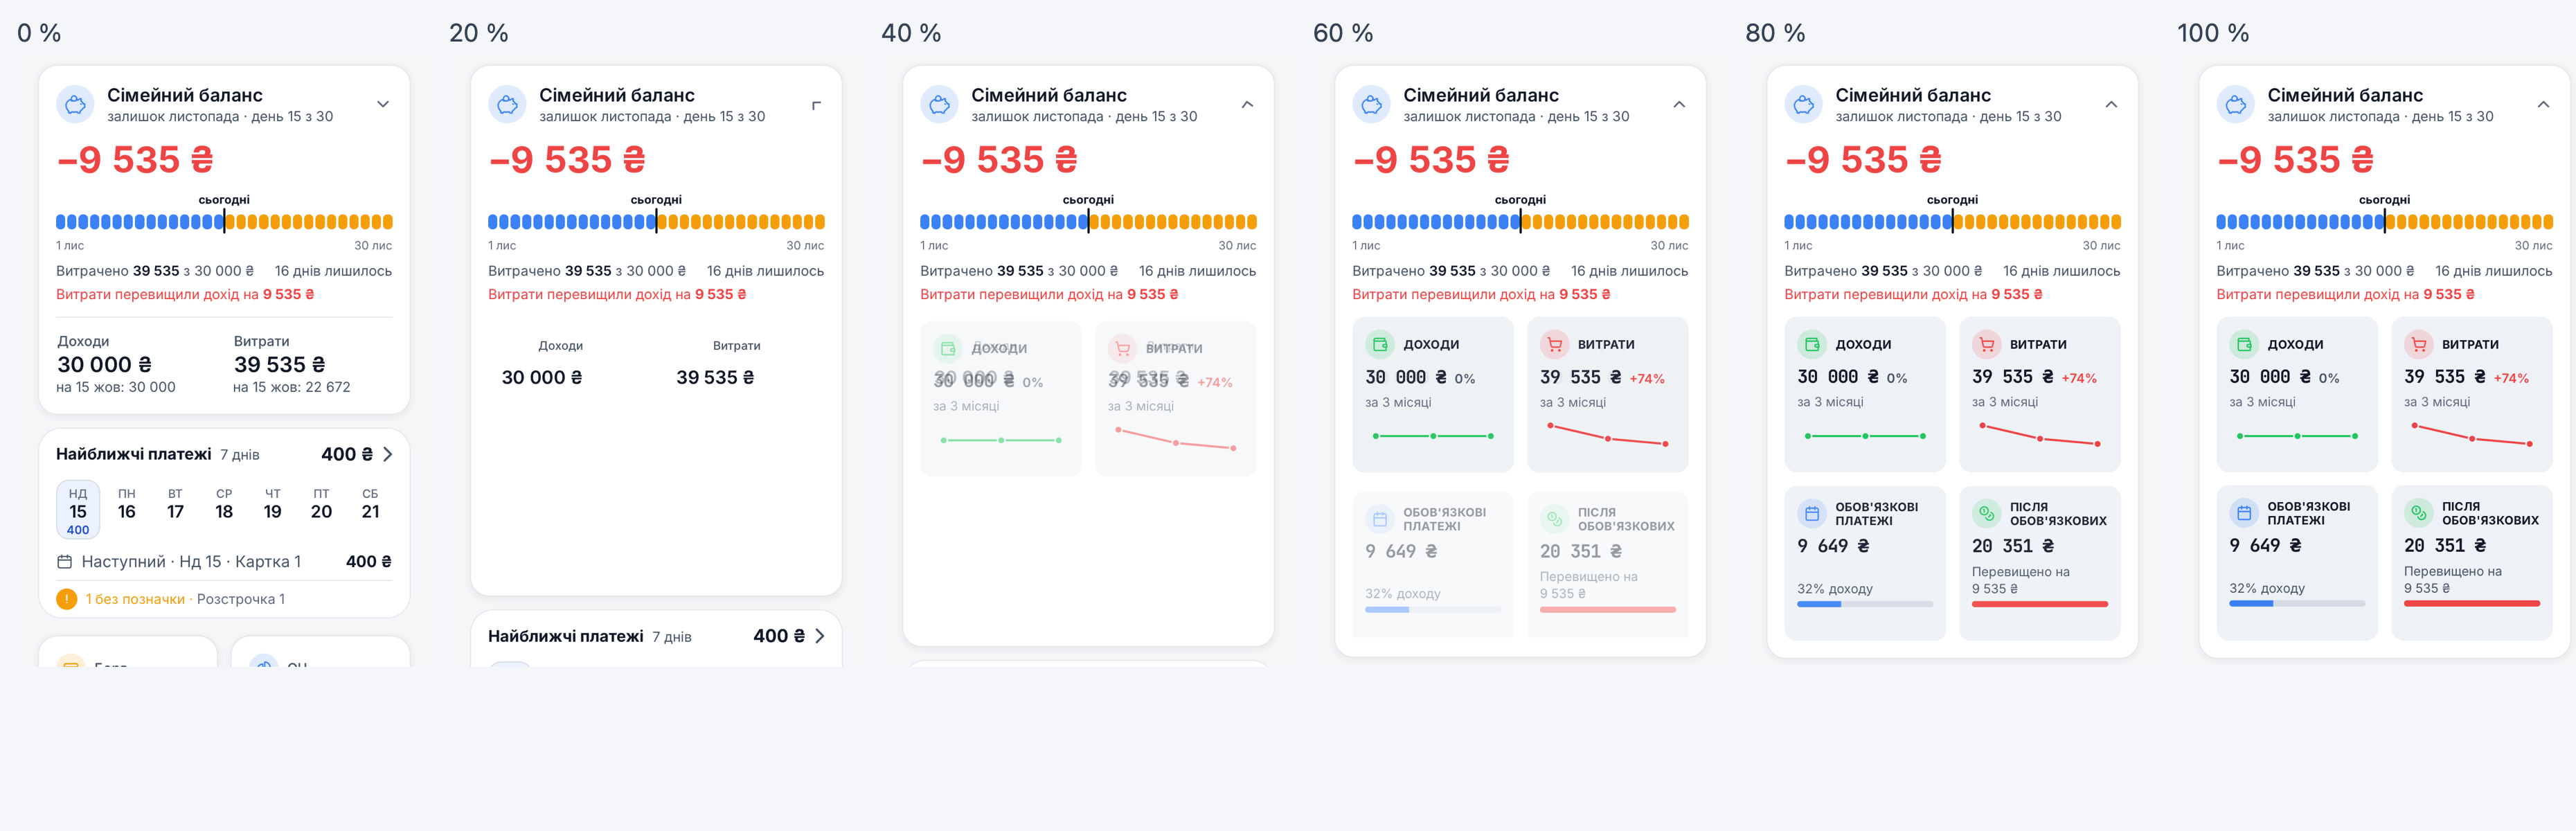 0 %
Сімейний баланс
залишок листопада · день 15 з 30
−9 535 ₴
сьогодні
1 лис 30 лис
Витрачено 39 535 з 30 000 ₴ 16 днів лишилось
Витрати перевищили дохід на 9 535 ₴
Доходи Витрати
30 000 ₴ 39 535 ₴
на 15 жов: 30 000 на 15 жов: 22 672
Найближчі платежі 7 днів 400 ₴
НД ПН ВТ СР ЧТ ПТ СБ
15 16 17 18 19 20 21
400
Наступний · Нд 15 · Картка 1 400 ₴
! 1 без позначки · Розстрочка 1
20 %
Сімейний баланс
залишок листопада · день 15 з 30
−9 535 ₴
сьогодні
1 лис 30 лис
Витрачено 39 535 з 30 000 ₴ 16 днів лишилось
Витрати перевищили дохід на 9 535 ₴
Доходи Витрати
30 000 ₴ 39 535 ₴
Найближчі платежі 7 днів 400 ₴
40 %
Сімейний баланс
залишок листопада · день 15 з 30
−9 535 ₴
сьогодні
1 лис 30 лис
Витрачено 39 535 з 30 000 ₴ 16 днів лишилось
Витрати перевищили дохід на 9 535 ₴
ДОХОДИ ВИТРАТИ
30 000 ₴ 0% 39 535 ₴ +74%
за 3 місяці за 3 місяці
60 %
Сімейний баланс
залишок листопада · день 15 з 30
−9 535 ₴
сьогодні
1 лис 30 лис
Витрачено 39 535 з 30 000 ₴ 16 днів лишилось
Витрати перевищили дохід на 9 535 ₴
ДОХОДИ ВИТРАТИ
30 000 ₴ 0% 39 535 ₴ +74%
за 3 місяці за 3 місяці
ОБОВ'ЯЗКОВІ ПІСЛЯ
ПЛАТЕЖІ ОБОВ'ЯЗКОВИХ
9 649 ₴ 20 351 ₴
Перевищено на
32% доходу 9 535 ₴
80 %
Сімейний баланс
залишок листопада · день 15 з 30
−9 535 ₴
сьогодні
1 лис 30 лис
Витрачено 39 535 з 30 000 ₴ 16 днів лишилось
Витрати перевищили дохід на 9 535 ₴
ДОХОДИ ВИТРАТИ
30 000 ₴ 0% 39 535 ₴ +74%
за 3 місяці за 3 місяці
ОБОВ'ЯЗКОВІ ПІСЛЯ
ПЛАТЕЖІ ОБОВ'ЯЗКОВИХ
9 649 ₴ 20 351 ₴
Перевищено на
32% доходу 9 535 ₴
100 %
Сімейний баланс
залишок листопада · день 15 з 30
−9 535 ₴
сьогодні
1 лис 30 лис
Витрачено 39 535 з 30 000 ₴ 16 днів лишилось
Витрати перевищили дохід на 9 535 ₴
ДОХОДИ ВИТРАТИ
30 000 ₴ 0% 39 535 ₴ +74%
за 3 місяці за 3 місяці
ОБОВ'ЯЗКОВІ ПІСЛЯ
ПЛАТЕЖІ ОБОВ'ЯЗКОВИХ
9 649 ₴ 20 351 ₴
Перевищено на
32% доходу 9 535 ₴